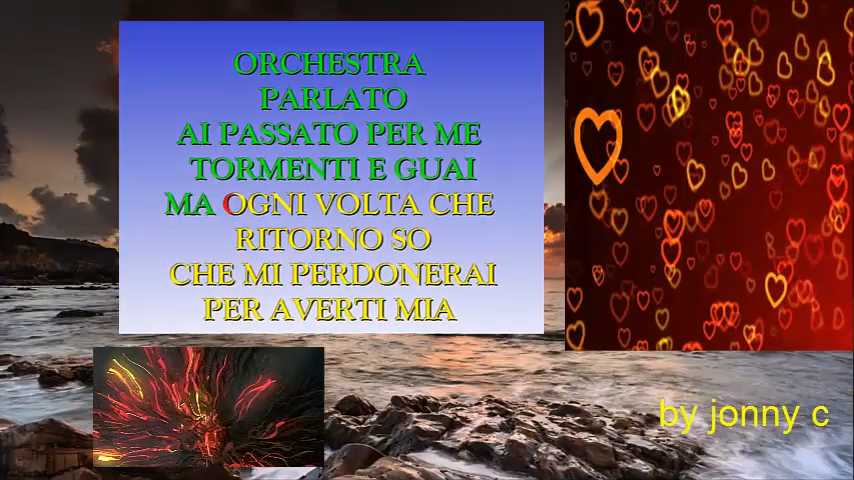 ORCHESTRA
PARLATO
AI PASSATO PER ME
TORMENTI E GUAI
MA OGNI VOLTA CHE
RITORNO SO
CHE MI PERDONERAI
PER AVERTI MIA
by jonny c